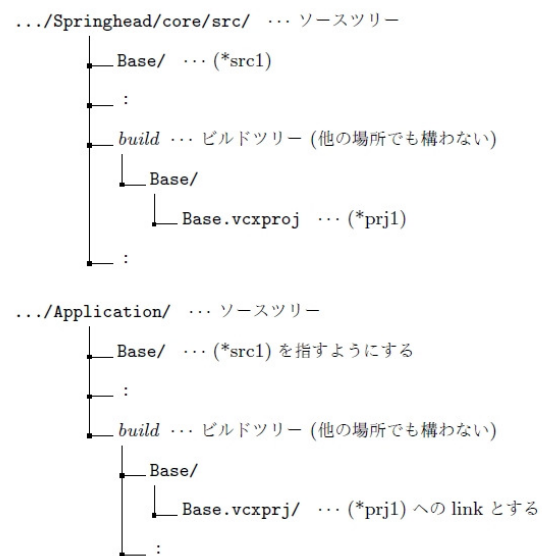 .../Springhead/core/src/ ··· ソースツリー
Base/ ··· (*src1)
:
build ··· ビルドツリー (他の場所でも構わない)
Base/
Base.vcxproj ··· (*prj1)
:
.../Application/ ··· ソースツリー
Base/ ··· (*src1) を指すようにする
:
build ··· ビルドツリー (他の場所でも構わない)
Base/
Base.vcxprj/ ··· (*prj1) への link とする
: